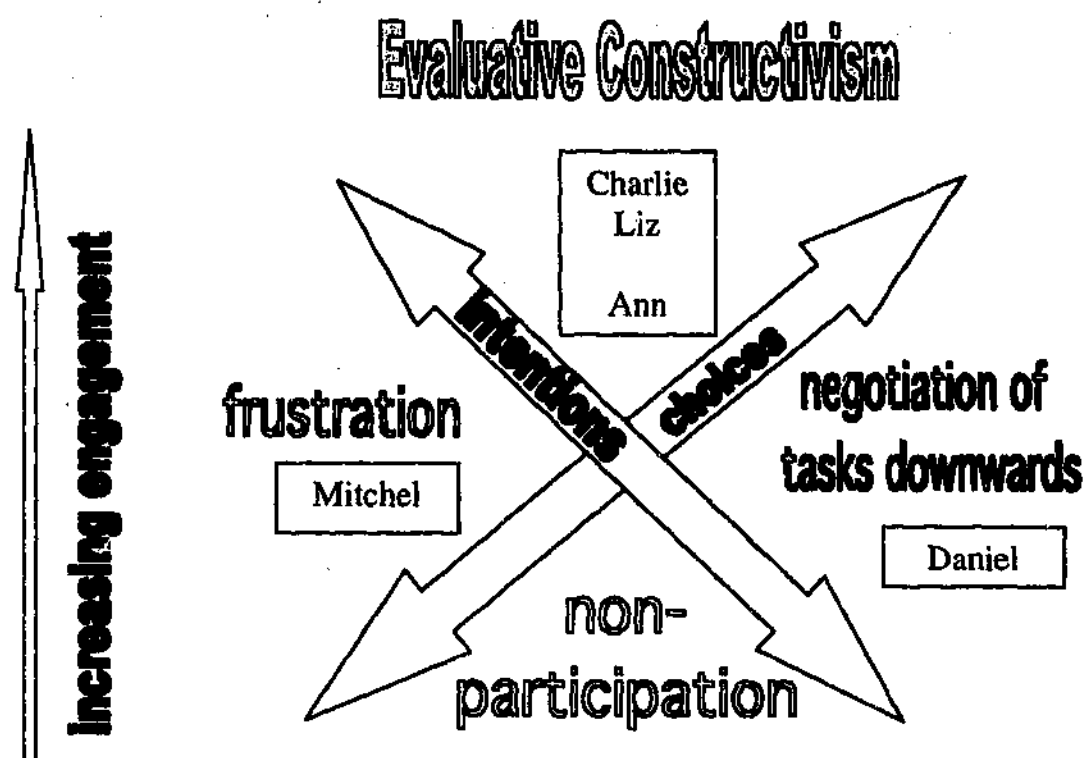 Evaluative Constructivism
Charlie
Liz
Ann
intentions
choices
increasing engagement
frustration
negotiation of
tasks downwards
Mitchel
Daniel
non-
participation